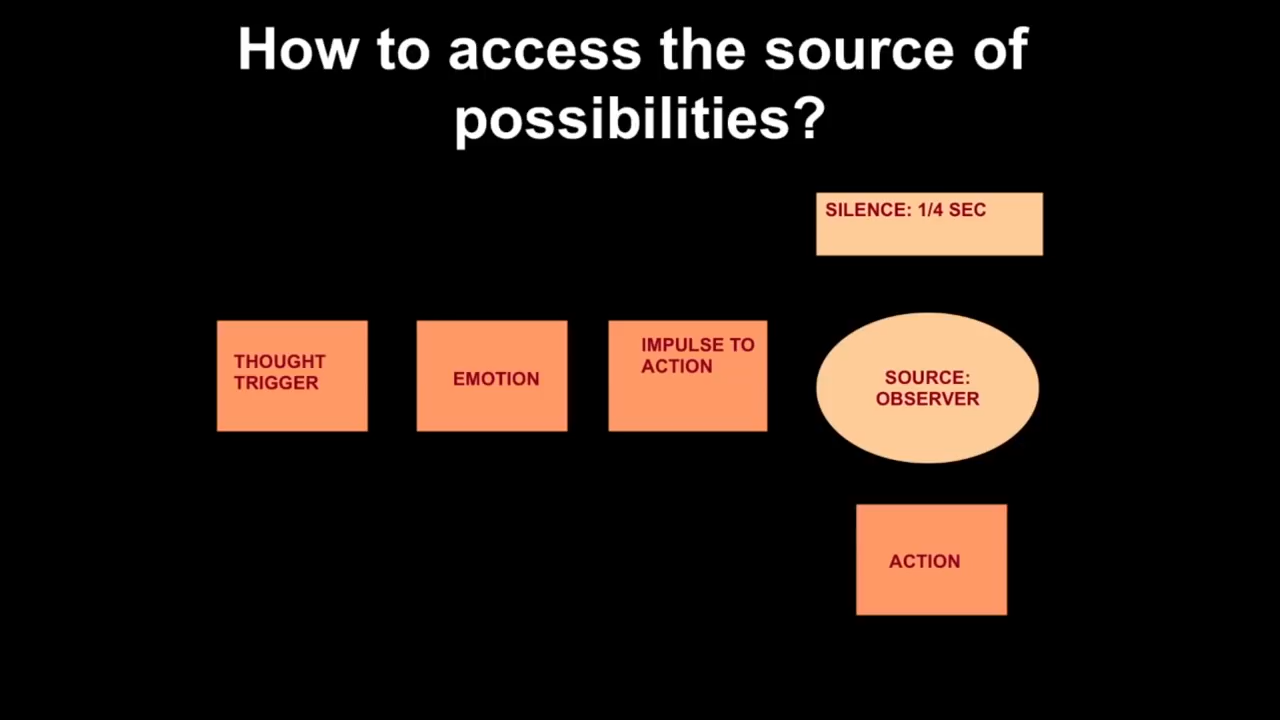 How to access the source of
possibilities?
SILENCE: 1/4 SEC
THOUGHT
TRIGGER
EMOTION
IMPULSE TO
ACTION
SOURCE:
OBSERVER
ACTION